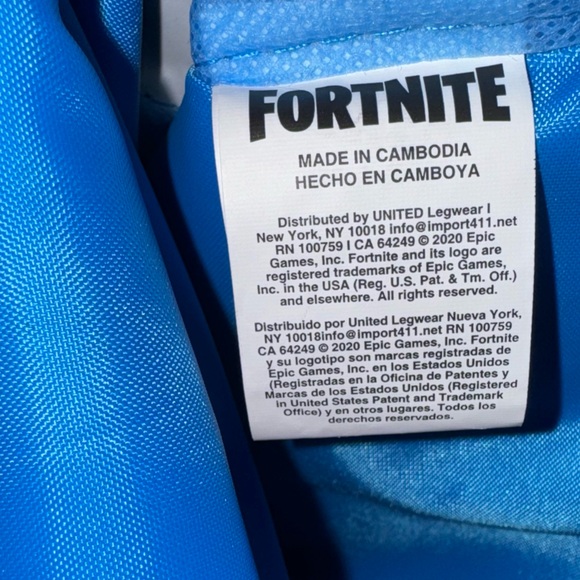 FORTNITE
MADE IN CAMBODIA
HECHO EN CAMBOYA
Distributed by UNITED Legwear I
New York, NY 10018 info@import411.net
RN 100759 I CA 64249 © 2020 Epic
Games, Inc. Fortnite and its logo are
registered trademarks of Epic Games,
Inc. in the USA (Reg. U.S. Pat. & Tm. Off.)
and elsewhere. All rights reserved.
Distribuido por United Legwear Nueva York,
NY 10018info@import411.net RN 100759
CA 64249 © 2020 Epic Games, Inc. Fortnite
y su logotipo son marcas registradas de
Epic Games, Inc. en los Estados Unidos
(Registradas en la Oficina de Patentes y
Marcas de los Estados Unidos (Registered
in United States Patent and Trademark
Office) y en otros lugares. Todos los
derechos reservados.